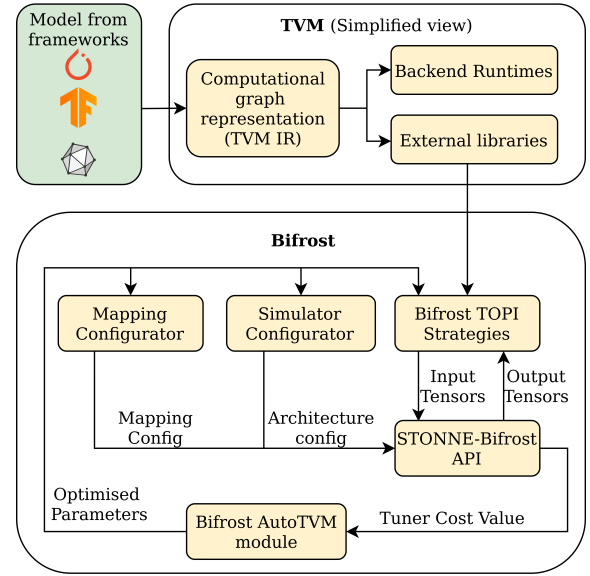 Model from
frameworks
TVM (Simplified view)
Computational
graph
representation
(TVM IR)
Backend Runtimes
External libraries
Bifrost
Mapping
Configurator
Simulator
Configurator
Bifrost TOPI
Strategies
Input
Tensors
Output
Tensors
Mapping
Config
Architecture
config
STONNE-Bifrost
API
Optimised
Parameters
Bifrost AutoTVM
module
Tuner Cost Value